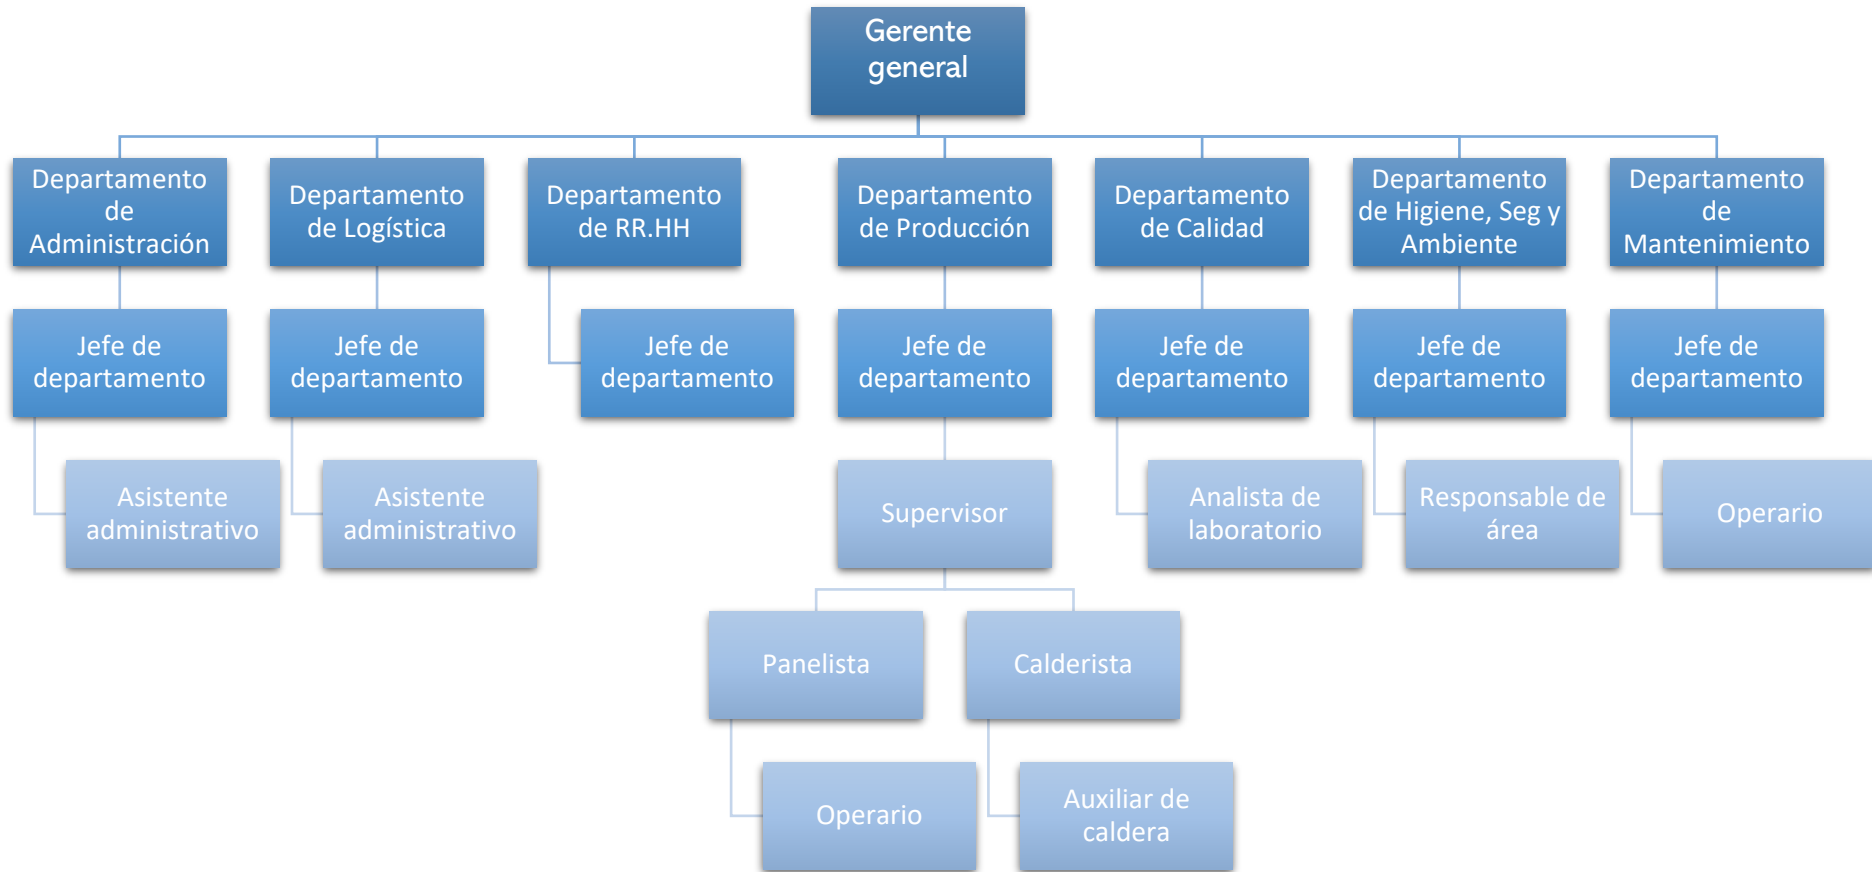 Gerente
general
Departamento
de
Administración
Departamento
de Logística
Departamento
de RR.HH
Departamento
de Producción
Departamento
de Calidad
Departamento
de Higiene, Seg y
Ambiente
Departamento
de
Mantenimiento
Jefe de
departamento
Jefe de
departamento
Jefe de
departamento
Jefe de
departamento
Jefe de
departamento
Jefe de
departamento
Jefe de
departamento
Asistente
administrativo
Asistente
administrativo
Supervisor
Analista de
laboratorio
Responsable de
área
Operario
Panelista
Calderista
Operario
Auxiliar de
caldera